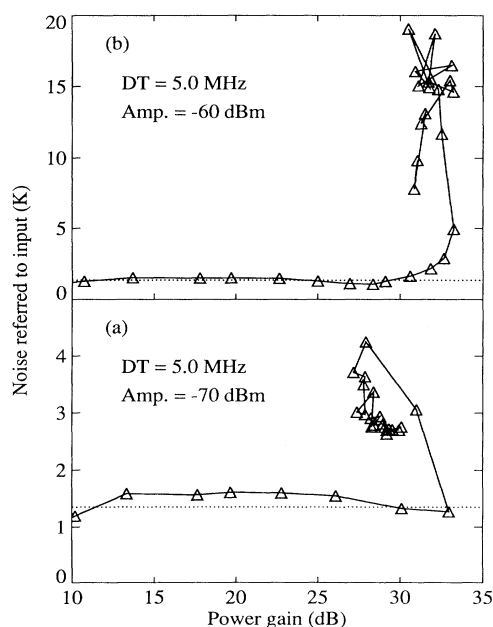 20
(b)
DT = 5.0 MHz
15
Amp. = -60 dBm
10
5
0
Noise referred to input (K)
(a)
4
DT = 5.0 MHz
Amp. = -70 dBm
3
2
1
0
10 15 20 25 30 35
Power gain (dB)